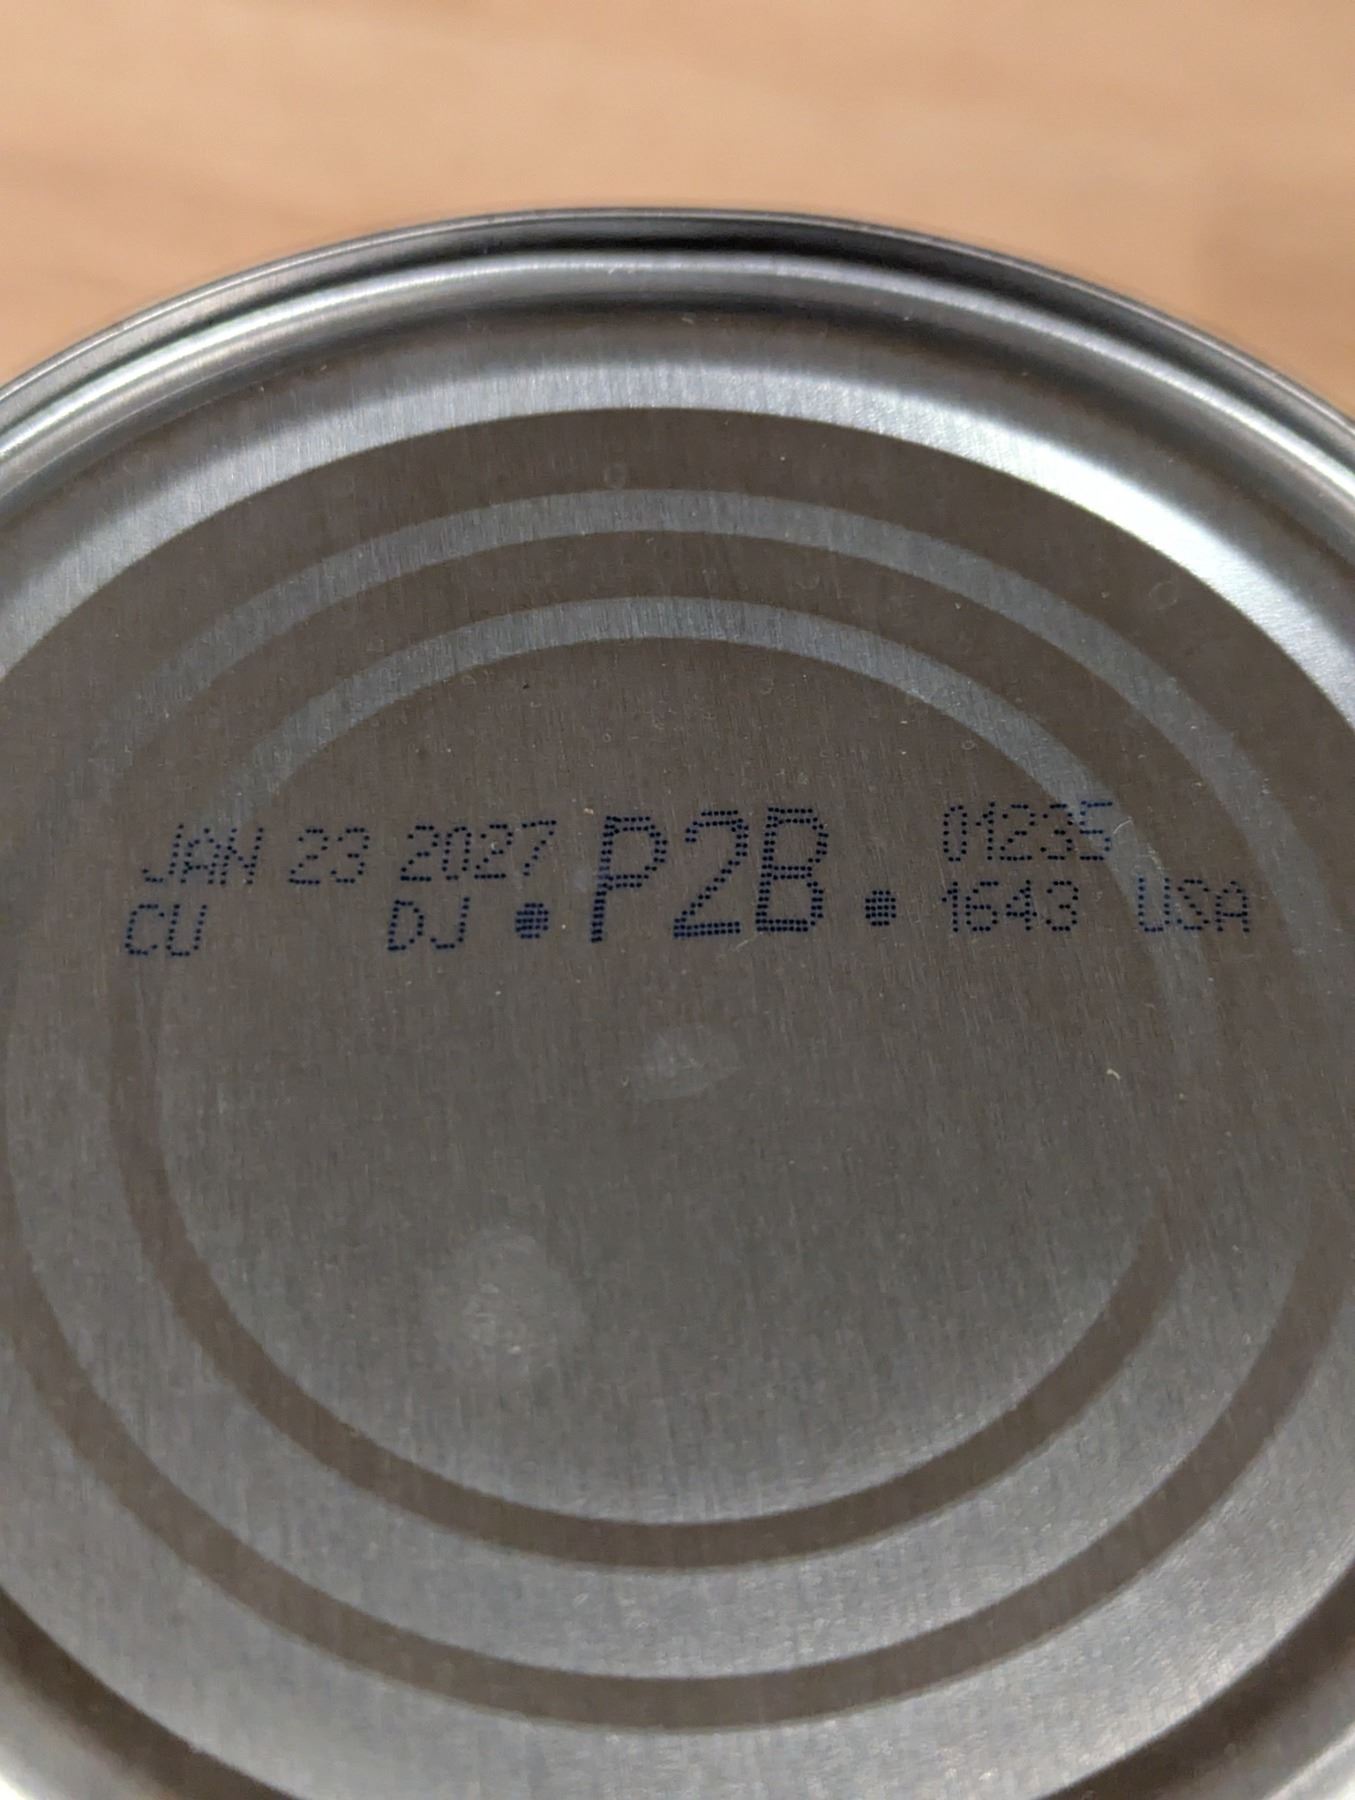 JAN 23 2027 P2B 01235
CU DJ • • 1643 USA